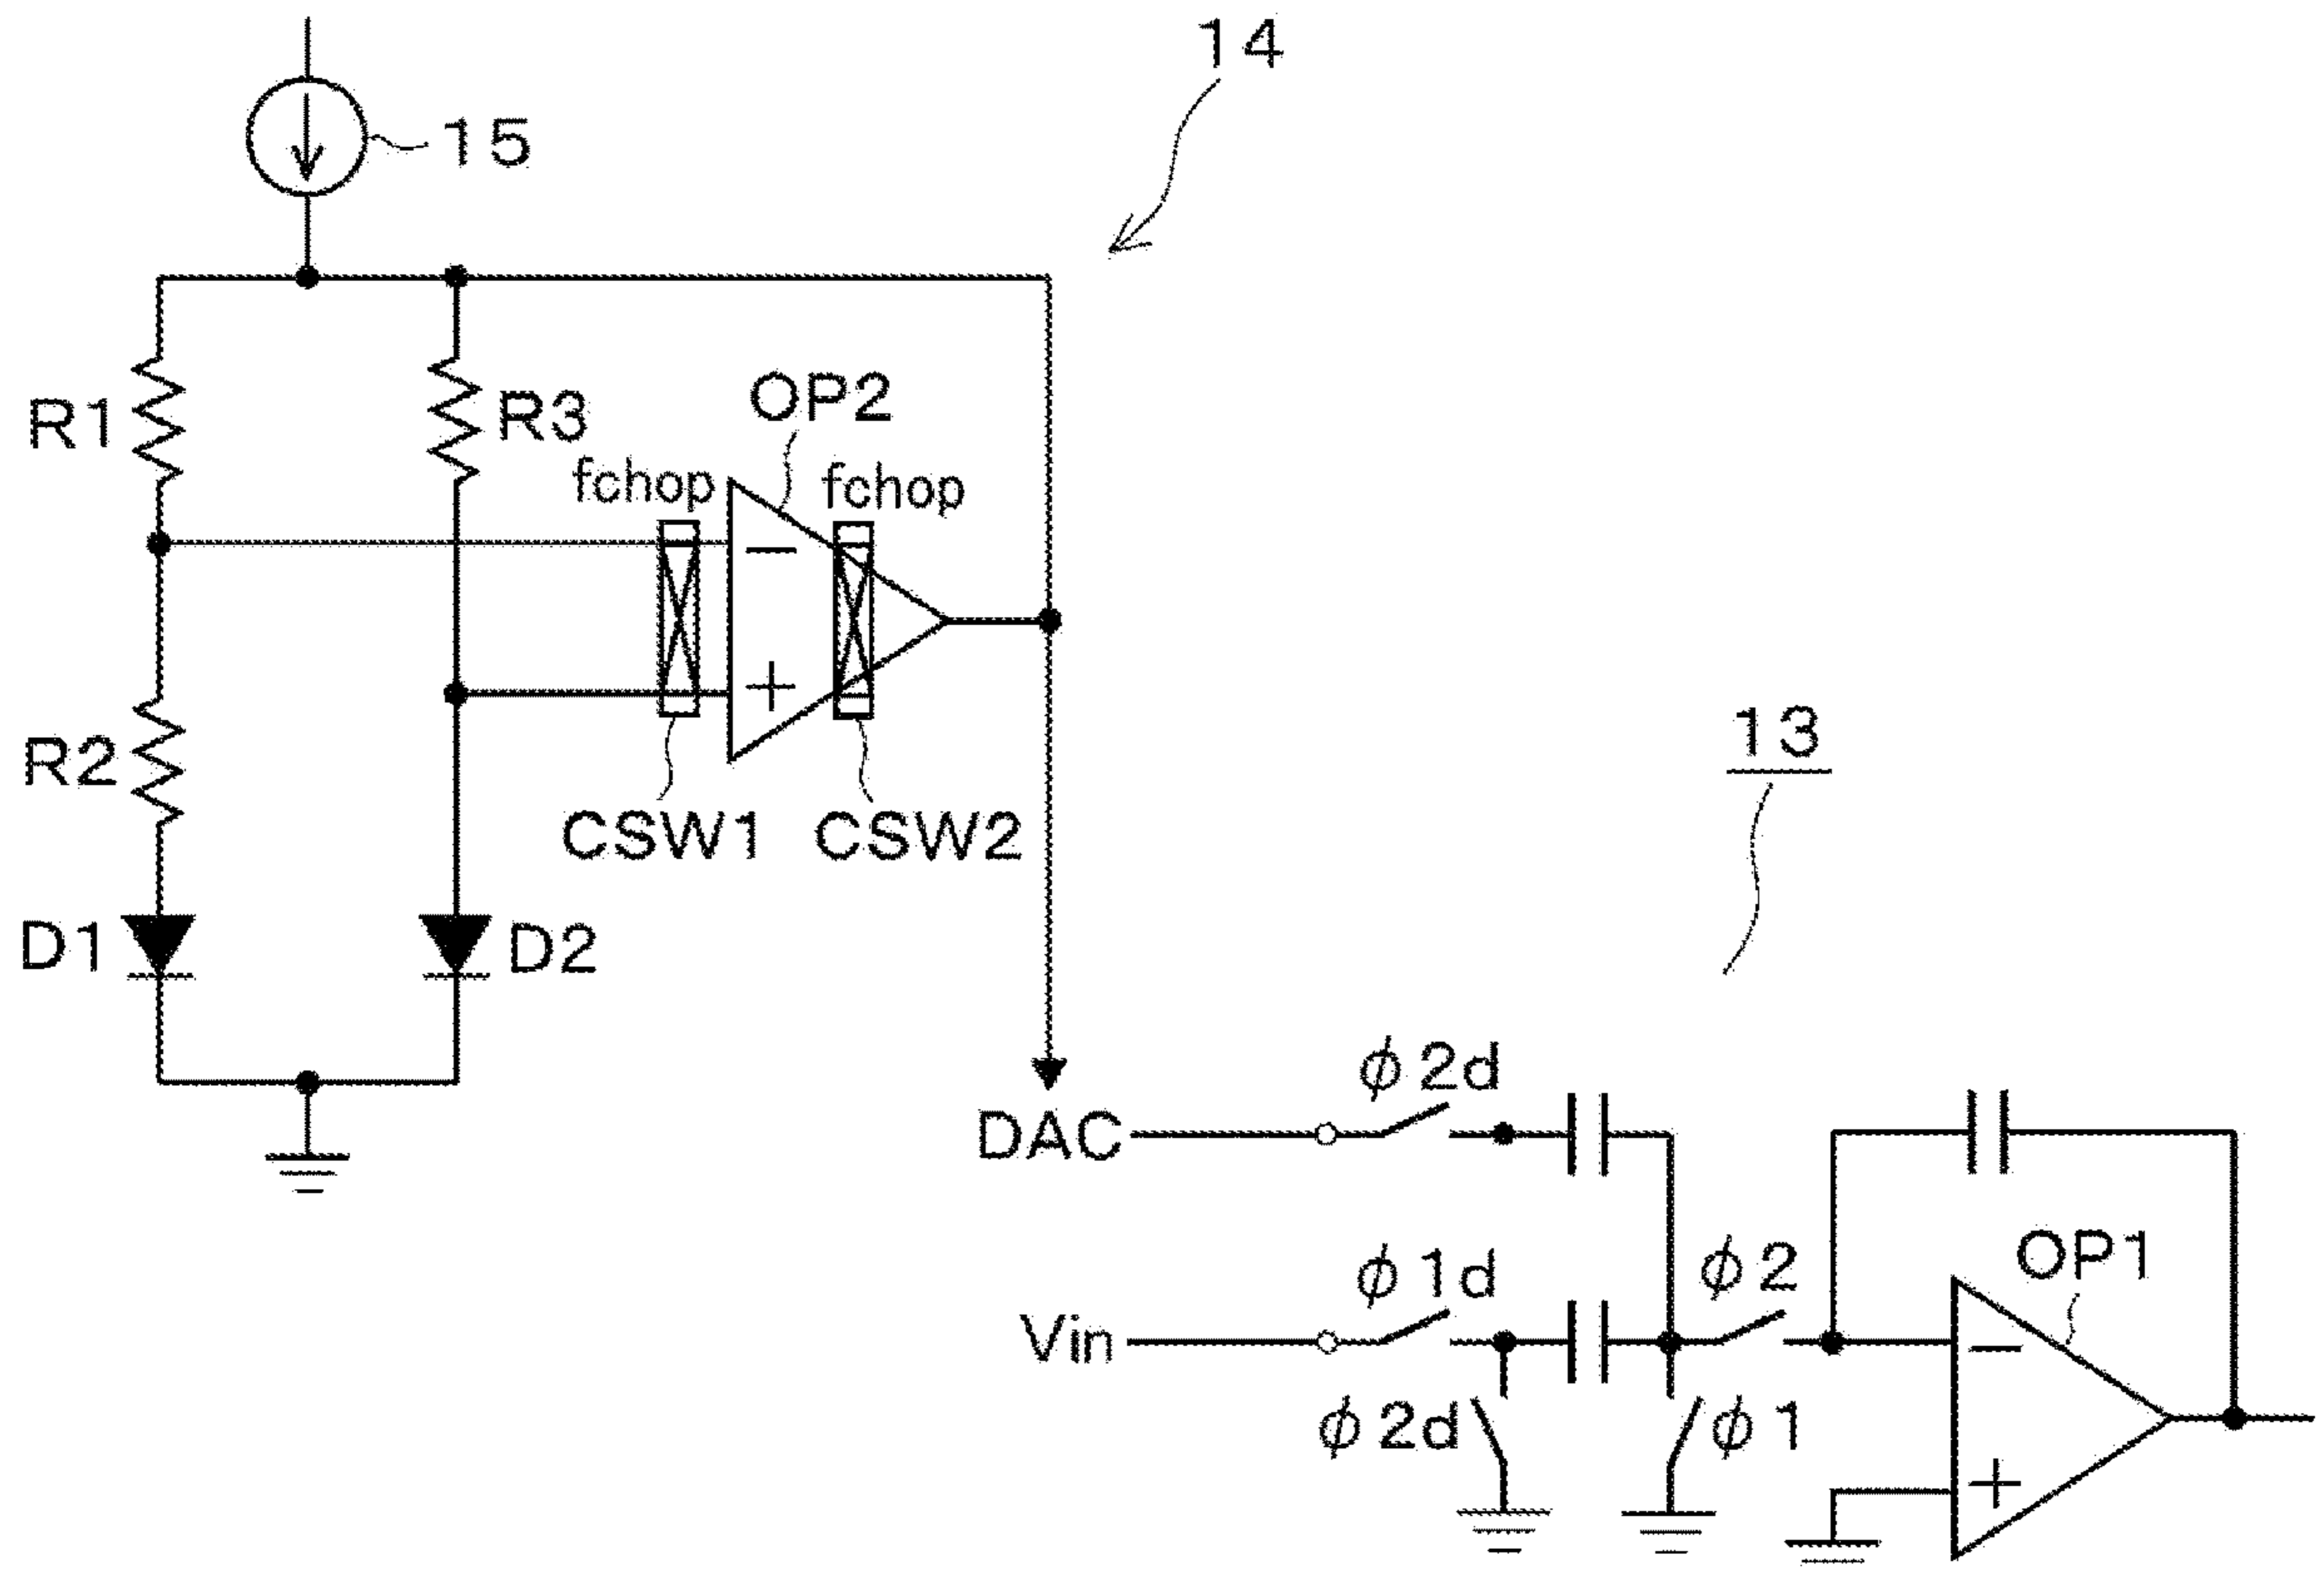 14
15
R1
R3
OP2
fchop
fchop
−
+
R2
CSW1
CSW2
13
D1
D2
DAC
ϕ2d
Vin
ϕ1d
ϕ2
OP1
−
ϕ2d
ϕ1
+